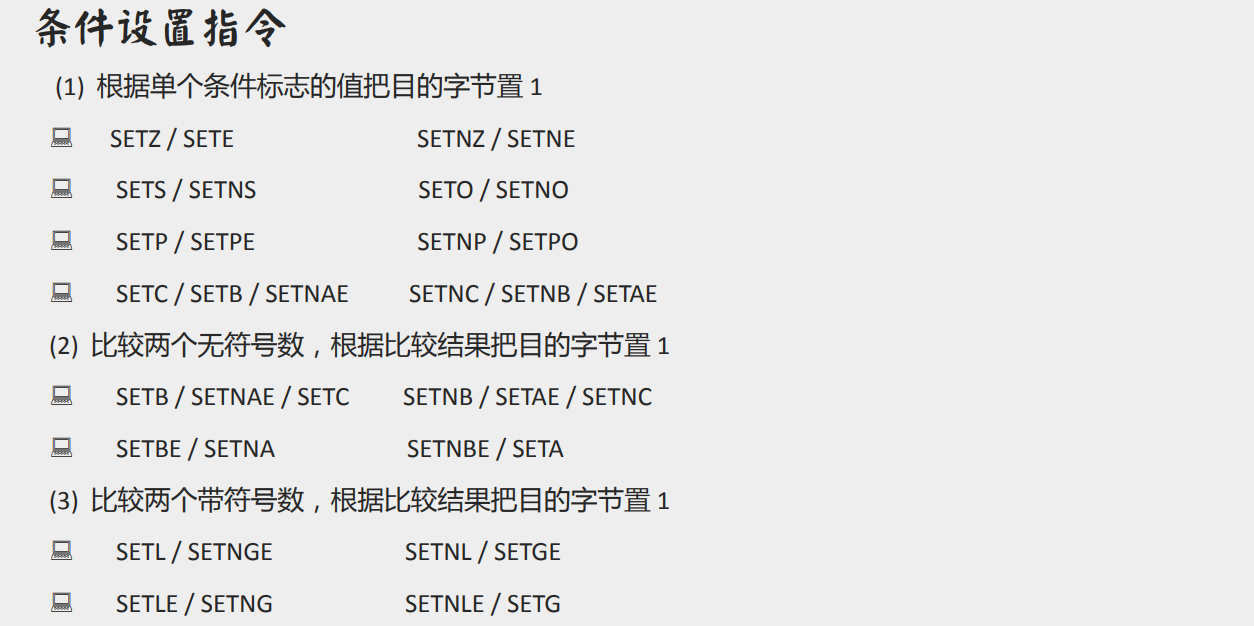 条件设置指令
(1) 根据单个条件标志的值把目的字节置 1
SETZ / SETE SETNZ / SETNE
SETS / SETNS SETO / SETNO
SETP / SETPE SETNP / SETPO
SETC / SETB / SETNAE SETNC / SETNB / SETAE
(2) 比较两个无符号数，根据比较结果把目的字节置 1
SETB / SETNAE / SETC SETNB / SETAE / SETNC
SETBE / SETNA SETNBE / SETA
(3) 比较两个带符号数，根据比较结果把目的字节置 1
SETL / SETNGE SETNL / SETGE
SETLE / SETNG SETNLE / SETG